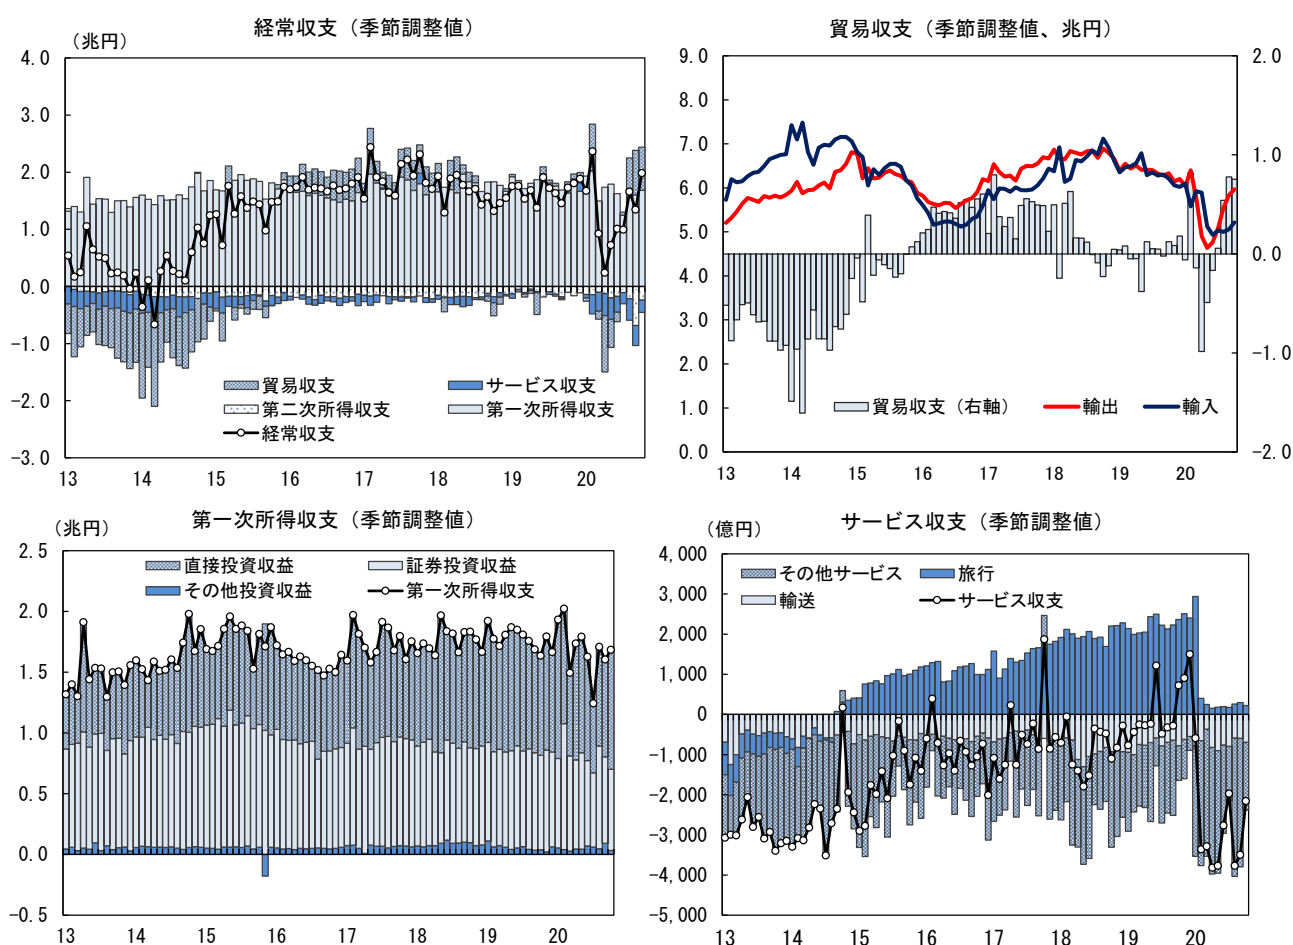 経常収支（季節調整値）
（兆円）
4.0
3.0
2.0
1.0
0.0
-1.0
-2.0
-3.0
貿易収支
サービス収支
第二次所得収支
第一次所得収支
経常収支
13 14 15 16 17 18 19 20
貿易収支（季節調整値、兆円）
9.0
8.0
7.0
6.0
5.0
4.0
3.0
2.0
1.0
0.0
2.0
1.0
0.0
-1.0
-2.0
貿易収支（右軸）
輸出
輸入
13 14 15 16 17 18 19 20
第一次所得収支（季節調整値）
（兆円）
2.5
2.0
1.5
1.0
0.5
0.0
-0.5
直接投資収益
証券投資収益
その他投資収益
第一次所得収支
13 14 15 16 17 18 19 20
サービス収支（季節調整値）
（億円）
4,000
3,000
2,000
1,000
0
-1,000
-2,000
-3,000
-4,000
-5,000
その他サービス
旅行
輸送
サービス収支
13 14 15 16 17 18 19 20